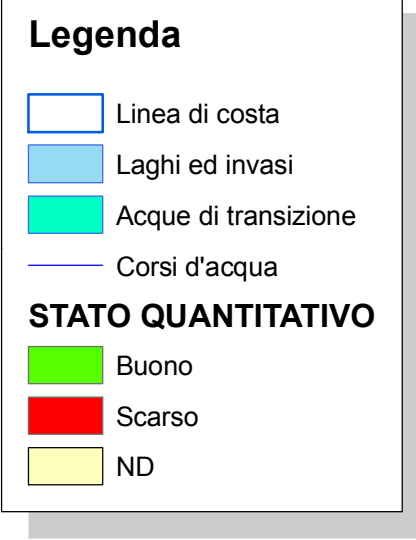 Legenda
Linea di costa
Laghi ed invasi
Acque di transizione
Corsi d'acqua
STATO QUANTITATIVO
Buono
Scarso
ND